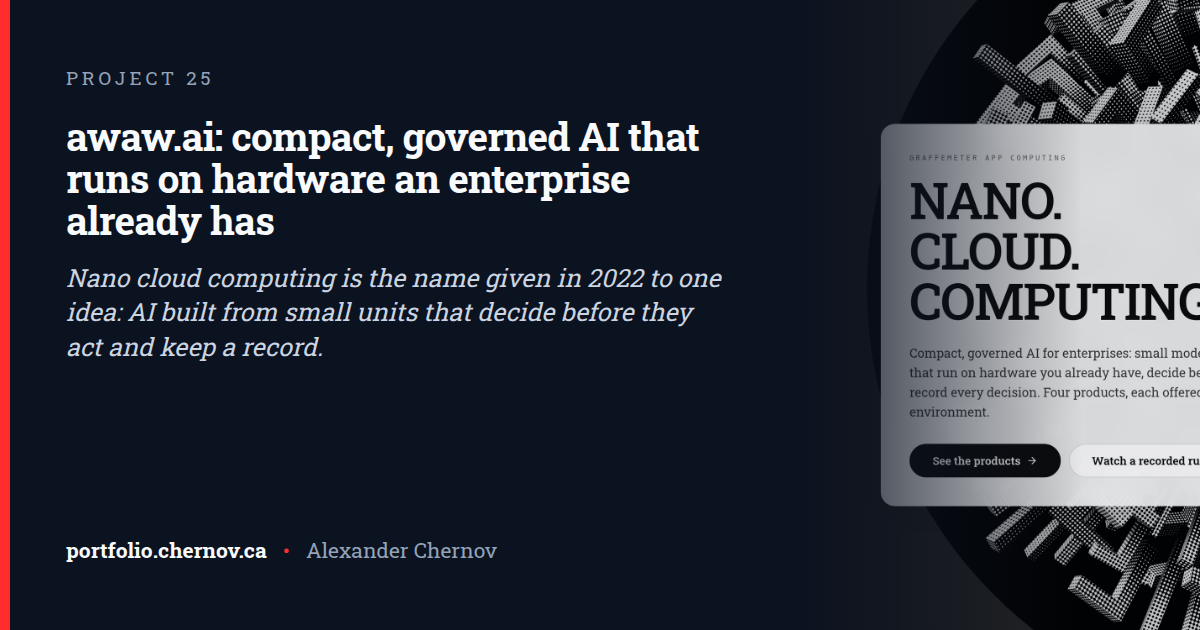 PROJECT 25
awaw.ai: compact, governed AI that
runs on hardware an enterprise
already has
Nano cloud computing is the name given in 2022 to one
idea: AI built from small units that decide before they
act and keep a record.
portfolio.chernov.ca • Alexander Chernov
GRAFFEMETER APP COMPUTING
NANO.
CLOUD.
COMPUTING
Compact, governed AI for enterprises: small
that run on hardware you already have, decide
record every decision. Four products, each
environment.
See the products →
Watch a recorded